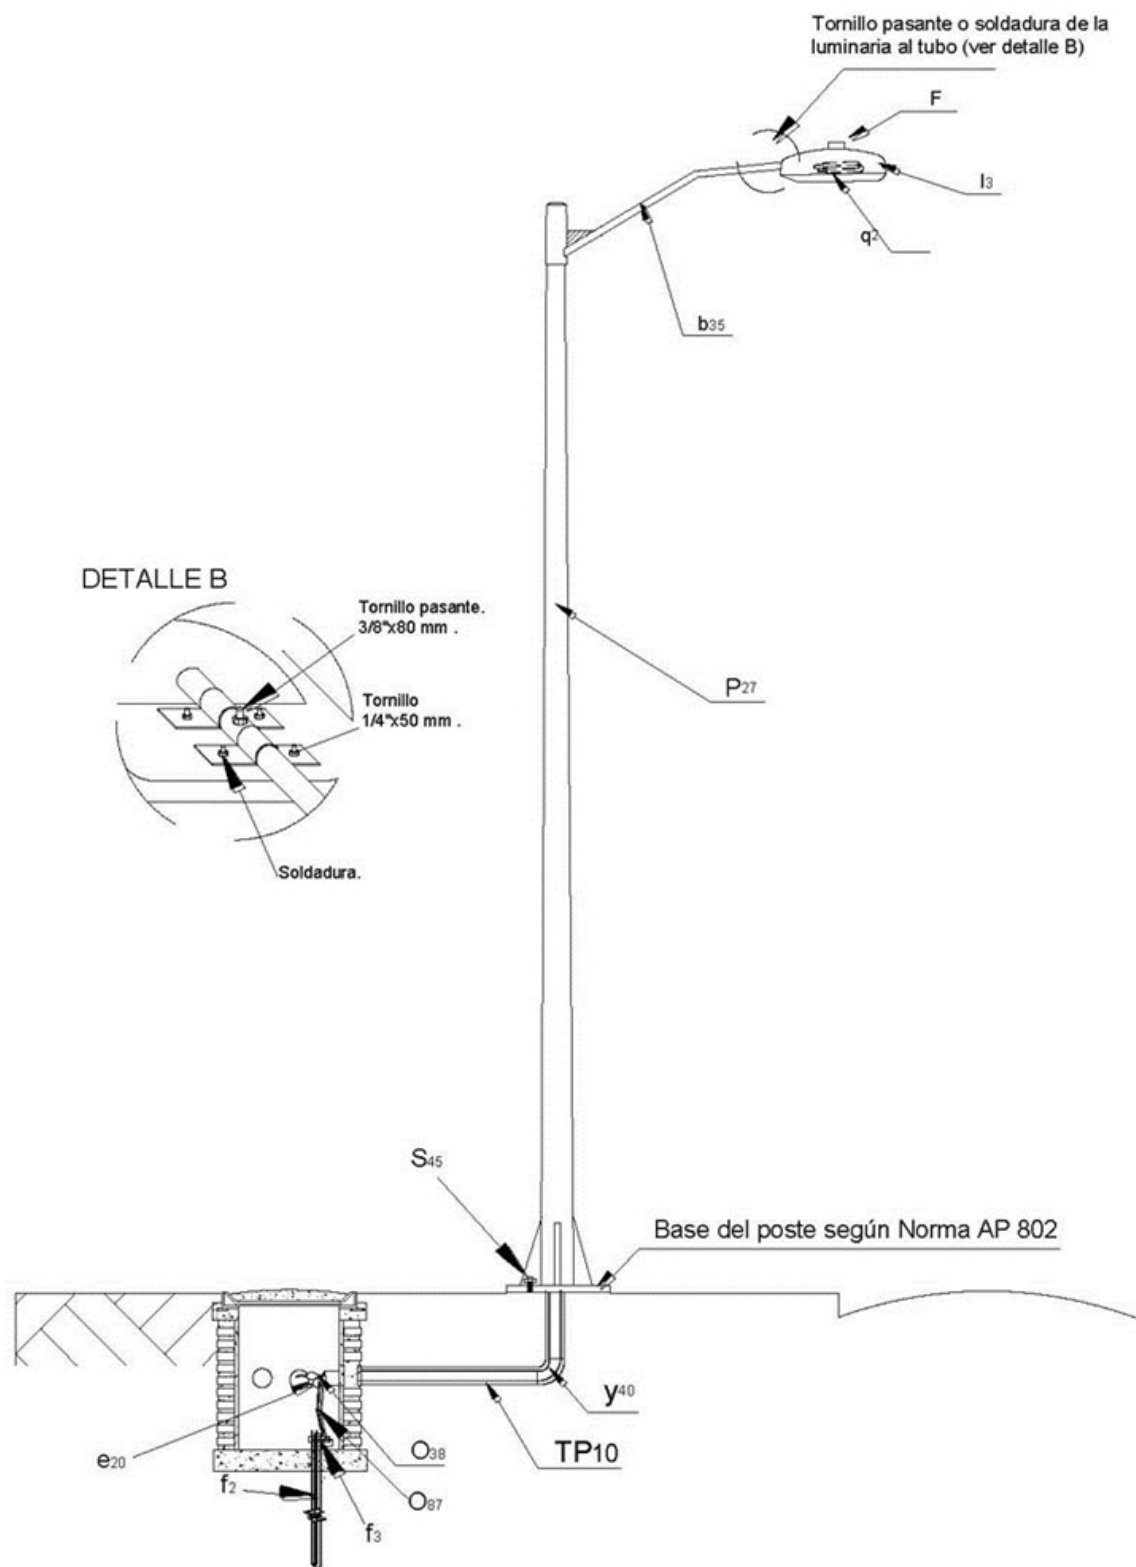 Tornillo pasante o soldadura de la
luminaria al tubo (ver detalle B)
F
l3
q2
b35
DETALLE B
Tornillo pasante.
3/8"x80 mm .
Tornillo
1/4"x50 mm .
P27
Soldadura.
S45
Base del poste según Norma AP 802
y40
TP10
e20
O38
f2
O87
f3